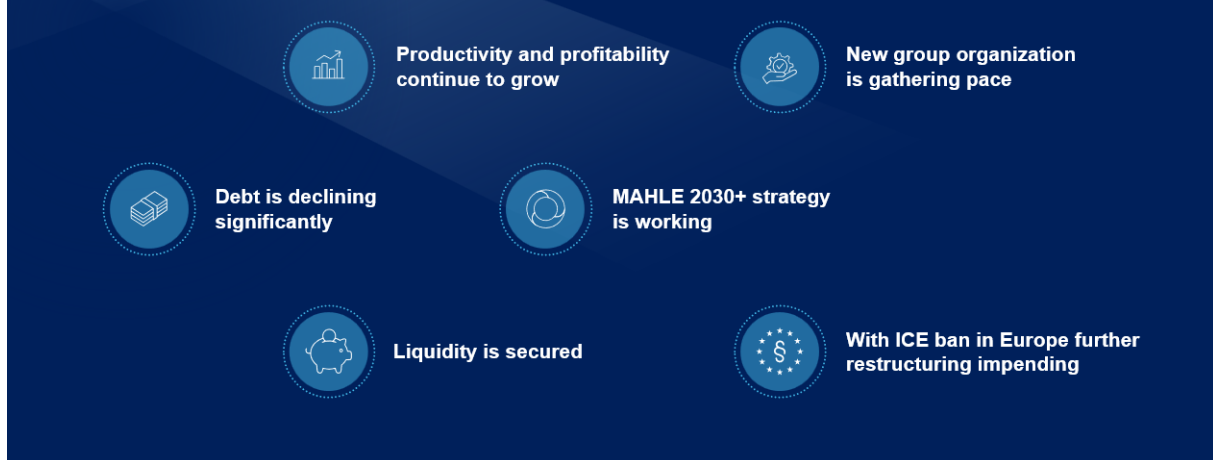 Productivity and profitability
continue to grow
New group organization
is gathering pace
Debt is declining
significantly
MAHLE 2030+ strategy
is working
Liquidity is secured
With ICE ban in Europe further
restructuring impending
§